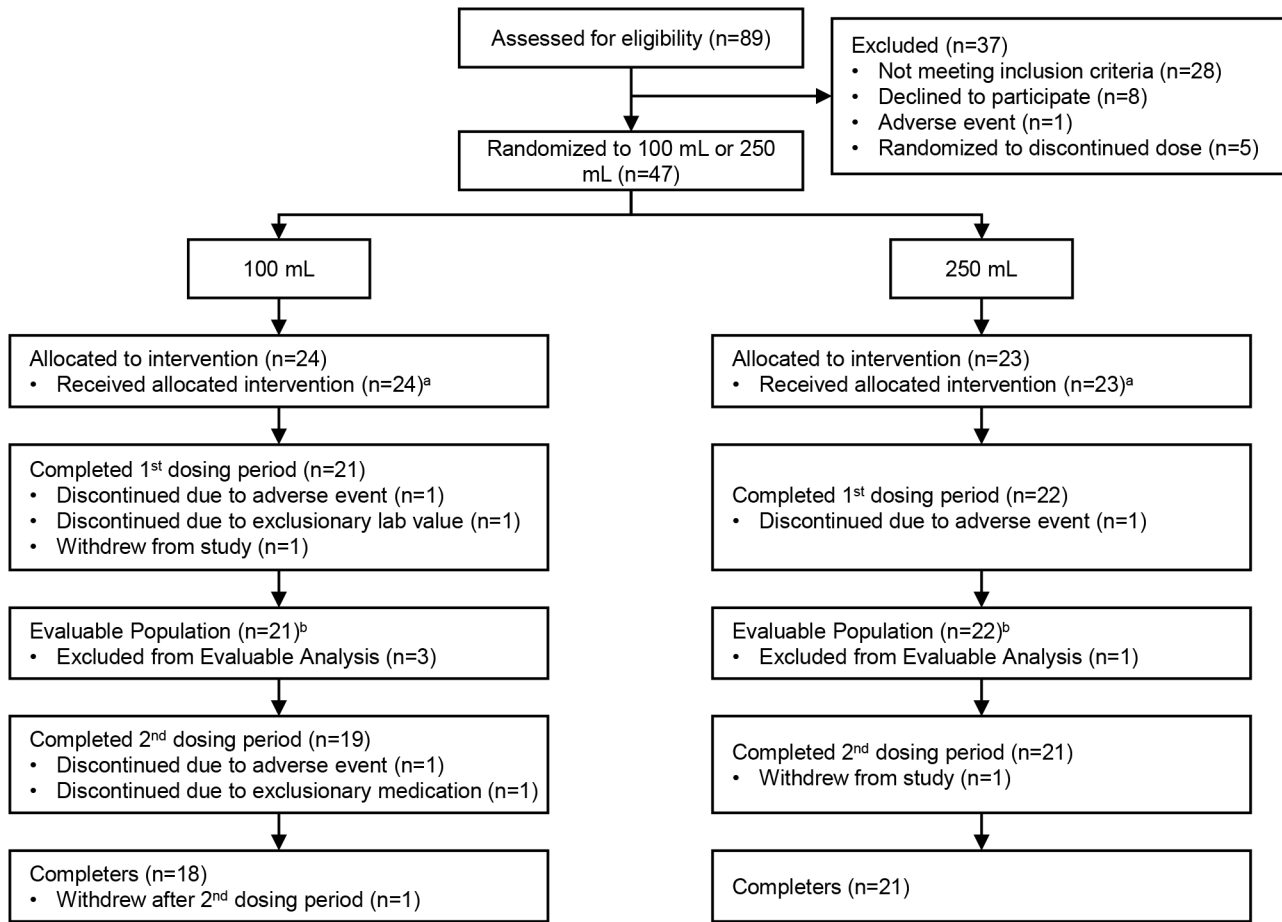 Assessed for eligibility (n=89)
Excluded (n=37)
• Not meeting inclusion criteria (n=28)
• Declined to participate (n=8)
• Adverse event (n=1)
• Randomized to discontinued dose (n=5)
Randomized to 100 mL or 250
mL (n=47)
100 mL
250 mL
Allocated to intervention (n=24)
• Received allocated intervention (n=24)ᵃ
Allocated to intervention (n=23)
• Received allocated intervention (n=23)ᵃ
Completed 1ˢᵗ dosing period (n=21)
• Discontinued due to adverse event (n=1)
• Discontinued due to exclusionary lab value (n=1)
• Withdrew from study (n=1)
Completed 1ˢᵗ dosing period (n=22)
• Discontinued due to adverse event (n=1)
Evaluable Population (n=21)ᵇ
• Excluded from Evaluable Analysis (n=3)
Evaluable Population (n=22)ᵇ
• Excluded from Evaluable Analysis (n=1)
Completed 2ⁿᵈ dosing period (n=19)
• Discontinued due to adverse event (n=1)
• Discontinued due to exclusionary medication (n=1)
Completed 2ⁿᵈ dosing period (n=21)
• Withdrew from study (n=1)
Completers (n=18)
• Withdrew after 2ⁿᵈ dosing period (n=1)
Completers (n=21)